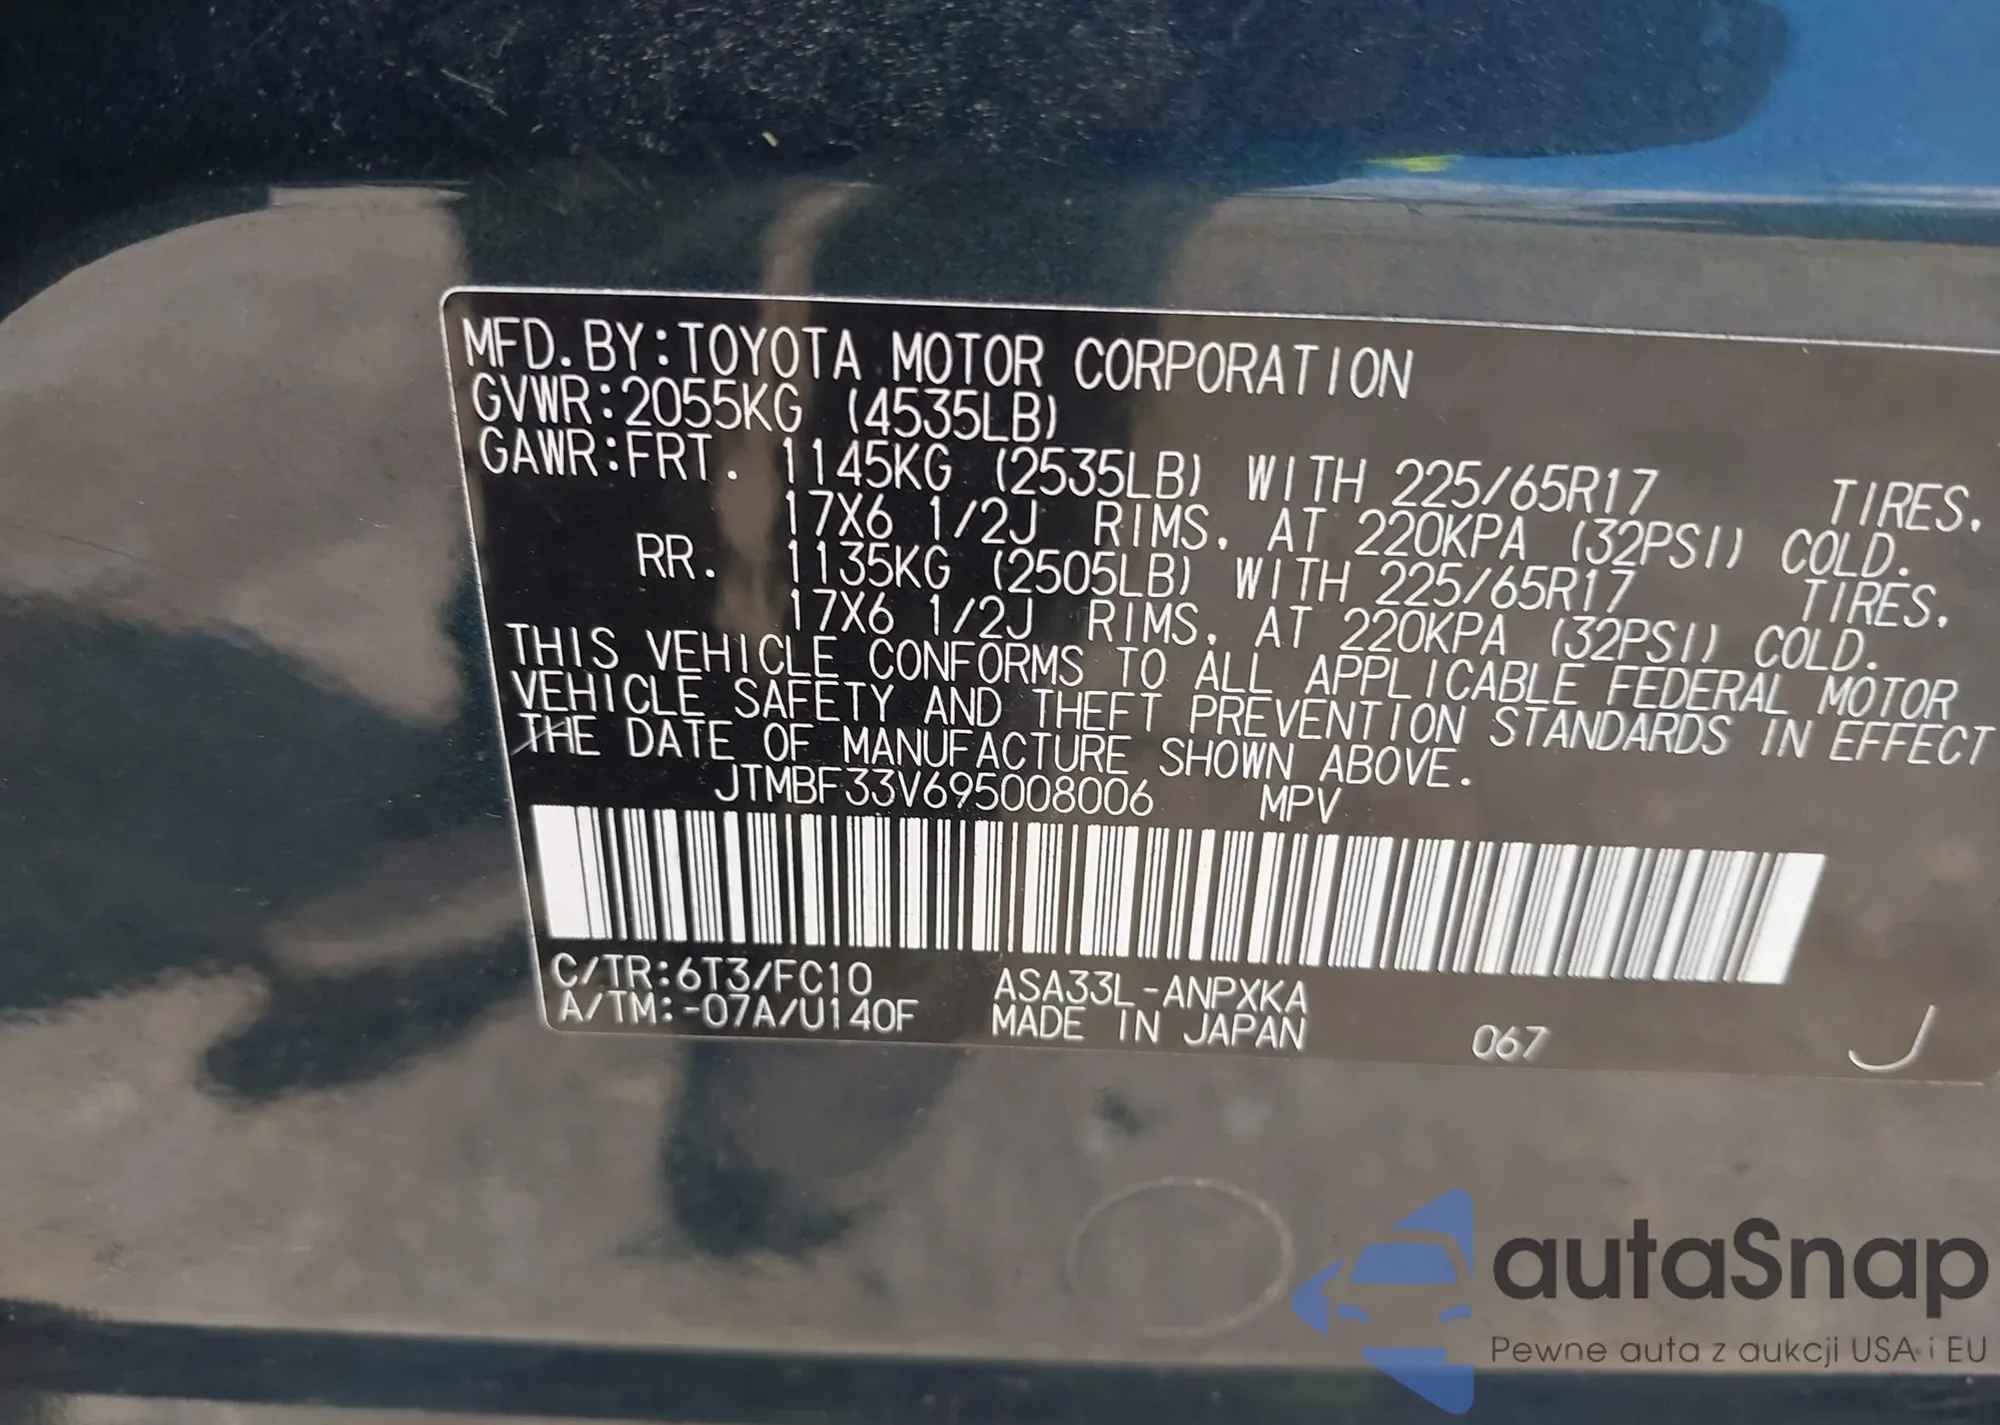 MFD.BY:TOYOTA MOTOR CORPORATION
GVWR:2055KG (4535LB)
GAWR:FRT. 1145KG (2535LB) WITH 225/65R17 TIRES,
17X6 1/2J RIMS, AT 220KPA (32PSI) COLD.
RR. 1135KG (2505LB) WITH 225/65R17 TIRES,
17X6 1/2J RIMS, AT 220KPA (32PSI) COLD.
THIS VEHICLE CONFORMS TO ALL APPLICABLE FEDERAL MOTOR
VEHICLE SAFETY AND THEFT PREVENTION STANDARDS IN EFFECT
THE DATE OF MANUFACTURE SHOWN ABOVE.
JTMBF33V695008006 MPV
C/TR:6T3/FC10 ASA33L-ANPXKA
A/TM:-07A/U140F MADE IN JAPAN 067 J
autaSnap
Pewne auta z aukcji USA i EU